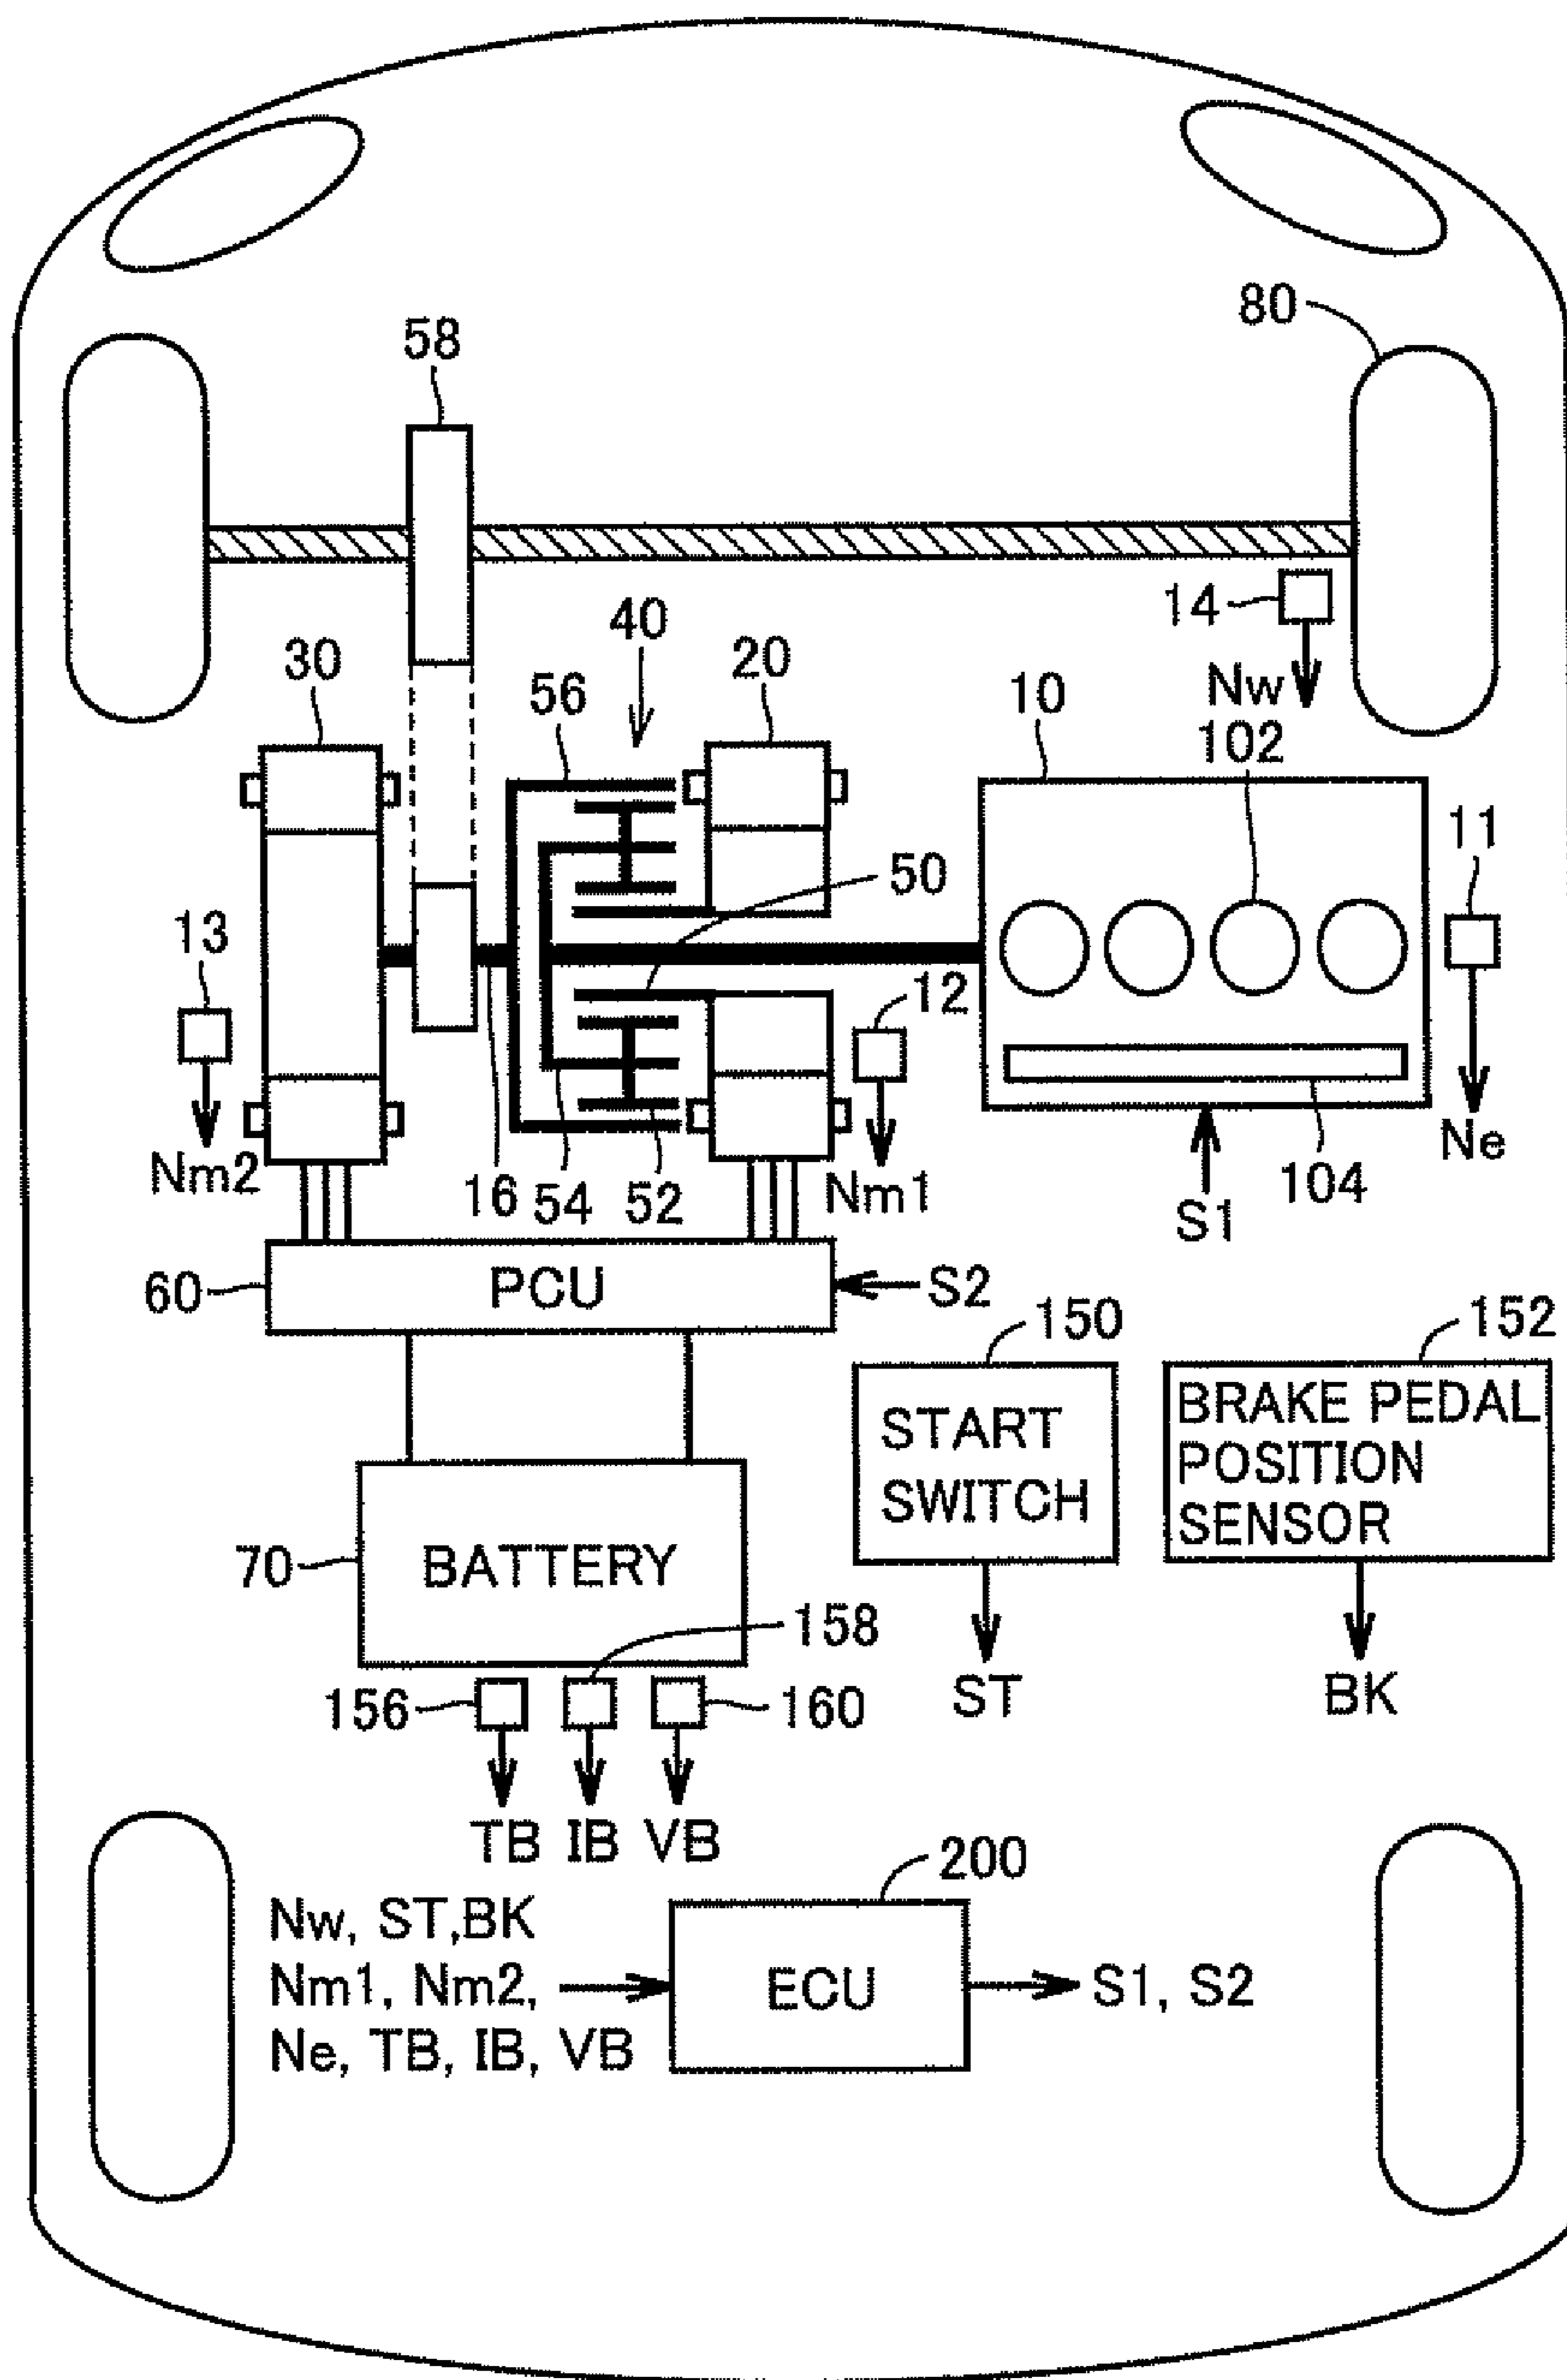 80
58
14
40
30
20
Nw
56
10
102
11
50
13
12
Nm2
Nm1
Ne
16
54
52
104
S1
60
PCU
S2
150
152
START
SWITCH
BRAKE PEDAL
POSITION
SENSOR
70
BATTERY
158
156
160
ST
BK
TB IB VB
200
Nw, ST,BK
Nm1, Nm2,
Ne, TB, IB, VB
ECU
S1, S2